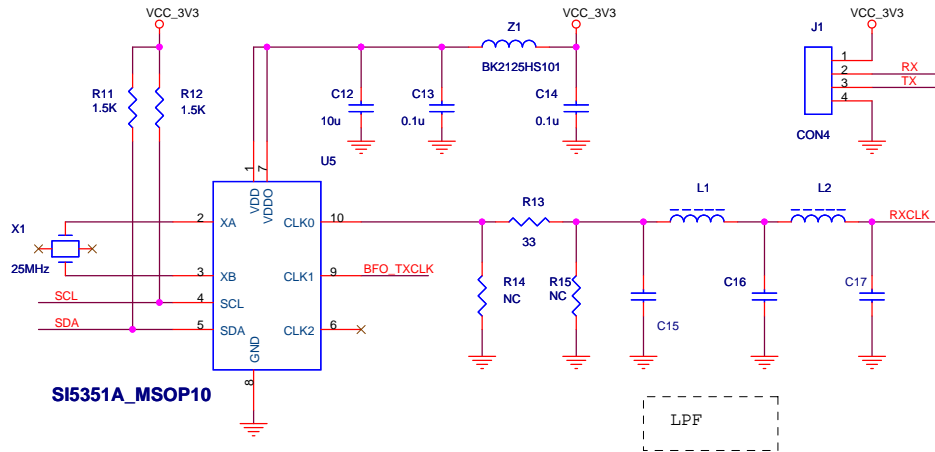 VCC_3V3
VCC_3V3
VCC_3V3
Z1
J1
BK2125HS101
1
2
3
4
RX
TX
CON4
R11
1.5K
R12
1.5K
C12
10u
C13
0.1u
C14
0.1u
U5
1
7
VDD
VDDO
X1
25MHz
2
XA
CLK0
10
R13
33
L1
L2
RXCLK
3
XB
CLK1
9
BFO_TXCLK
R14
NC
R15
NC
C15
C16
C17
SCL
4
SCL
SDA
5
SDA
CLK2
6
GND
8
SI5351A_MSOP10
LPF